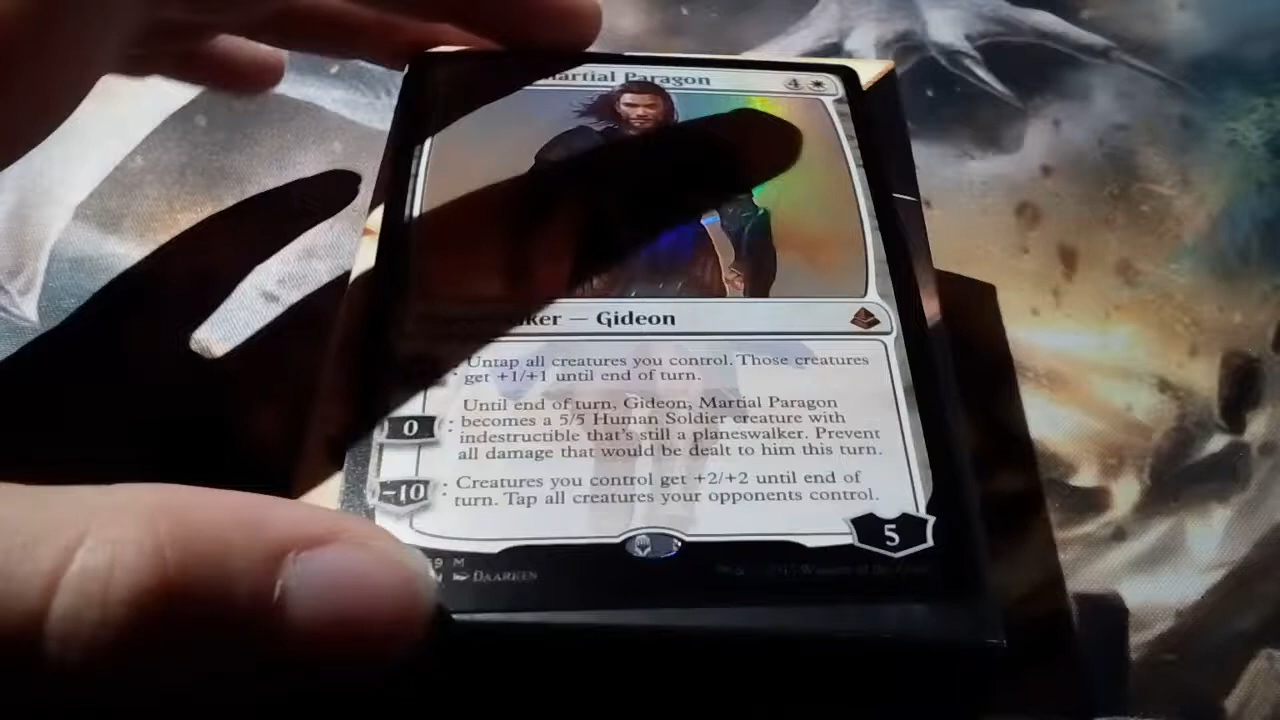 Martial Paragon 4
ker — Gideon
: Untap all creatures you control. Those creatures
get +1/+1 until end of turn.
Until end of turn, Gideon, Martial Paragon
0 : becomes a 5/5 Human Soldier creature with
indestructible that's still a planeswalker. Prevent
all damage that would be dealt to him this turn.
-10 : Creatures you control get +2/+2 until end of
turn. Tap all creatures your opponents control.
5
9 M
DAARKEN